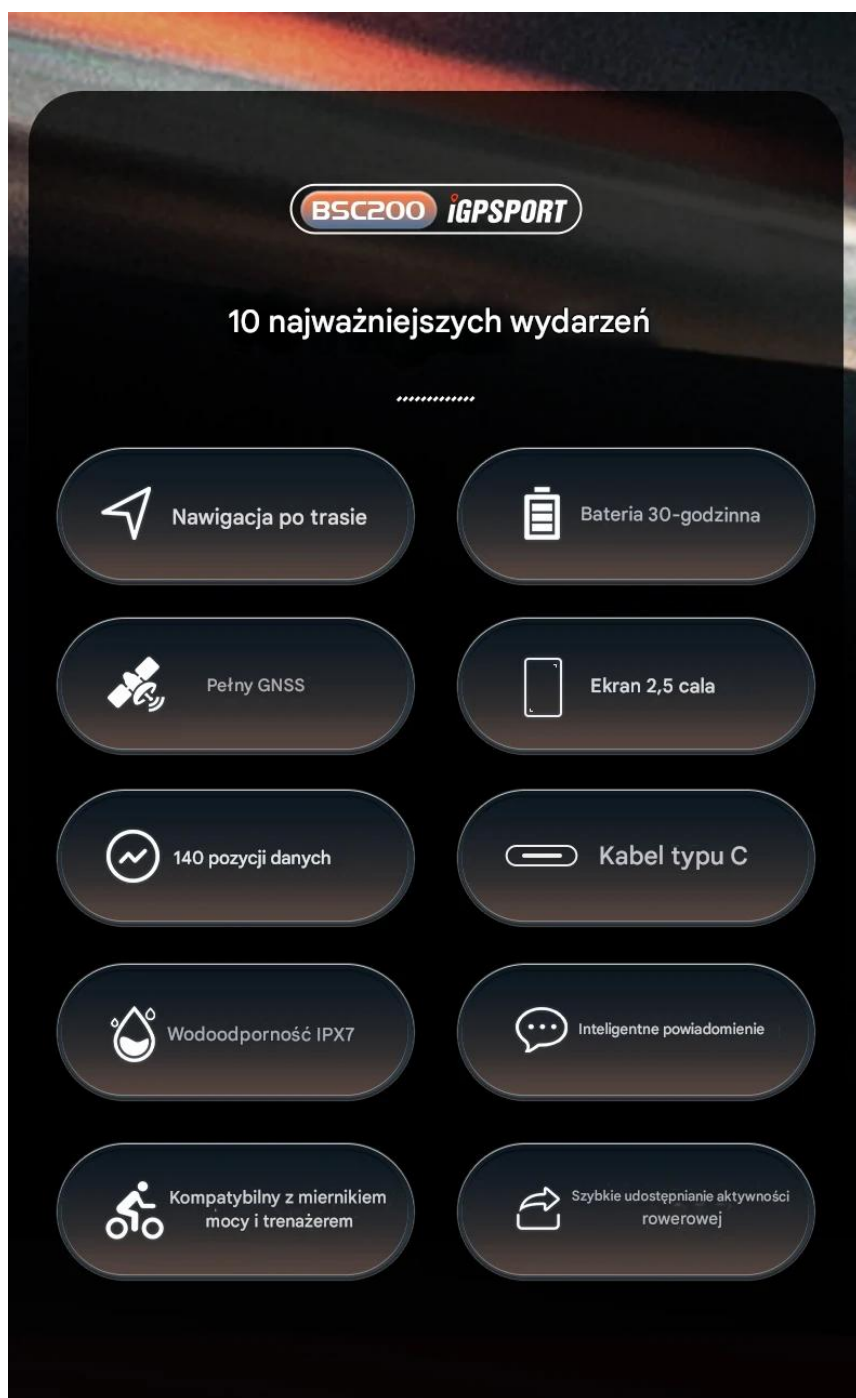 BSC200 iGPSPORT
10 najważniejszych wydarzeń
Nawigacja po trasie
Bateria 30-godzinna
Pełny GNSS
Ekran 2,5 cala
140 pozycji danych
Kabel typu C
Wodoodporność IPX7
Inteligentne powiadomienie
Kompatybilny z miernikiem
mocy i trenażerem
Szybkie udostępnianie aktywności
rowerowej